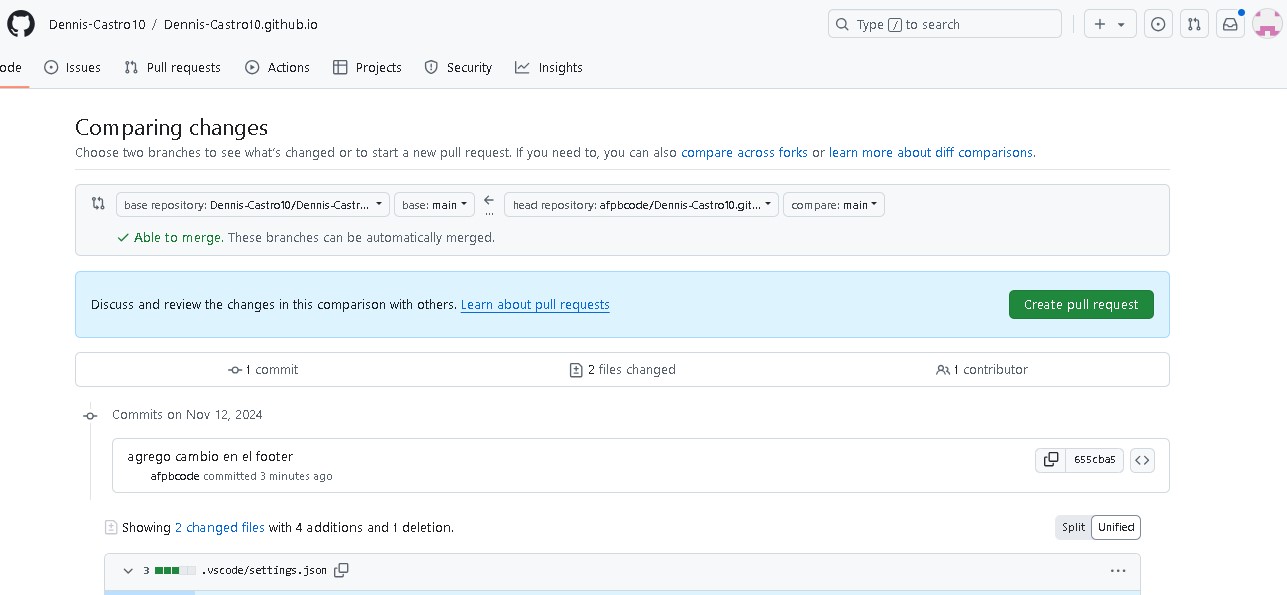 Dennis-Castro10 / Dennis-Castro10.github.io
Type / to search
ode Issues Pull requests Actions Projects Security Insights
Comparing changes
Choose two branches to see what's changed or to start a new pull request. If you need to, you can also compare across forks or learn more about diff comparisons.
base repository: Dennis-Castro10/Dennis-Castr... base: main ... head repository: afpbcode/Dennis-Castro10.git... compare: main
Able to merge. These branches can be automatically merged.
Discuss and review the changes in this comparison with others. Learn about pull requests
Create pull request
1 commit 2 files changed 1 contributor
Commits on Nov 12, 2024
agrego cambio en el footer
655cba5
afpbcode committed 3 minutes ago
Showing 2 changed files with 4 additions and 1 deletion.
Split Unified
3 .vscode/settings.json